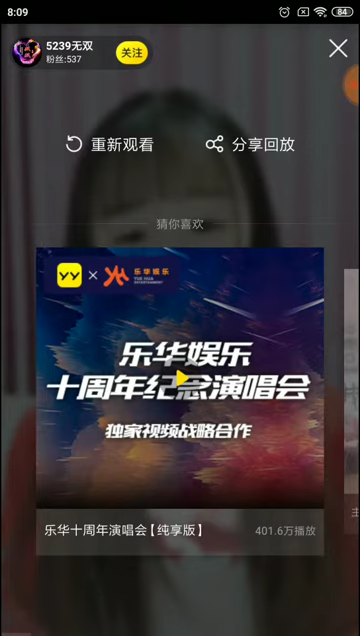 8:09
84
5239无双
粉丝:537
关注
重新观看
分享回放
猜你喜欢
YY × 乐华娱乐
YUE HUA
ENTERTAINMENT
乐华娱乐
十周年纪念演唱会
独家视频战略合作
乐华十周年演唱会【纯享版】
401.6万播放